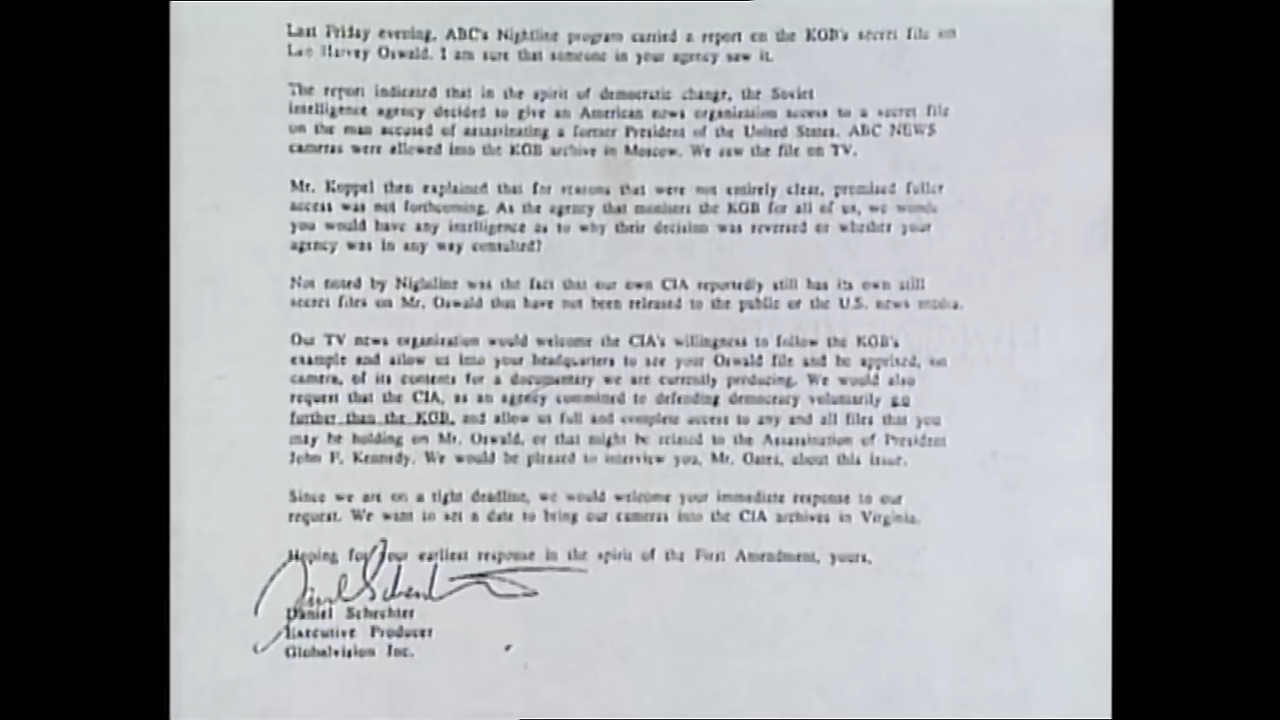 Last Friday evening, ABC's Nightline program carried a report on the KGB's secret file on
Lee Harvey Oswald. I am sure that someone in your agency saw it.
The report indicated that in the spirit of democratic change, the Soviet
intelligence agency decided to give an American news organization access to a secret file
on the man accused of assassinating a former President of the United States. ABC NEWS
cameras were allowed into the KGB archive in Moscow. We saw the file on TV.
Mr. Koppel then explained that for reasons that were not entirely clear, promised fuller
access was not forthcoming. As the agency that monitors the KGB for all of us, we wonder
you would have any intelligence as to why their decision was reversed or whether your
agency was in any way consulted?
Not noted by Nightline was the fact that our own CIA reportedly still has its own still
secret files on Mr. Oswald that have not been released to the public or the U.S. news media.
Our TV news organization would welcome the CIA's willingness to follow the KGB's
example and allow us into your headquarters to see your Oswald file and be apprised, on
camera, of its contents for a documentary we are currently producing. We would also
request that the CIA, as an agency committed to defending democracy voluntarily go
further than the KGB, and allow us full and complete access to any and all files that you
may be holding on Mr. Oswald, or that might be related to the Assassination of President
John F. Kennedy. We would be pleased to interview you, Mr. Gates, about this issue.
Since we are on a tight deadline, we would welcome your immediate response to our
request. We want to set a date to bring our cameras into the CIA archives in Virginia.
Hoping for your earliest response in the spirit of the First Amendment, yours,
Daniel Schechter
Executive Producer
Globalvision Inc.